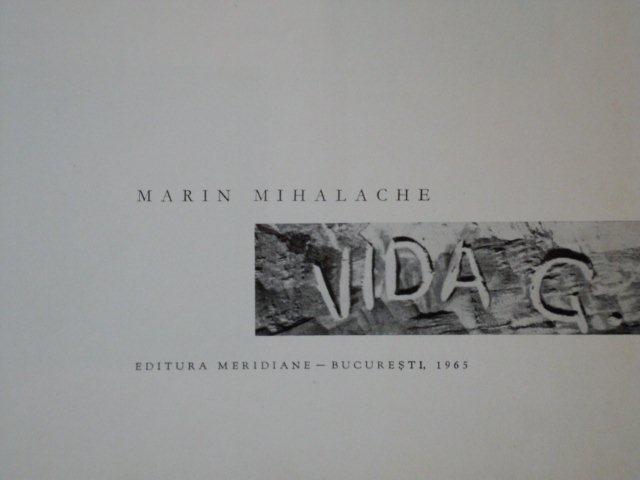 MARIN MIHALACHE
VIDA G.
EDITURA MERIDIANE — BUCUREȘTI, 1965